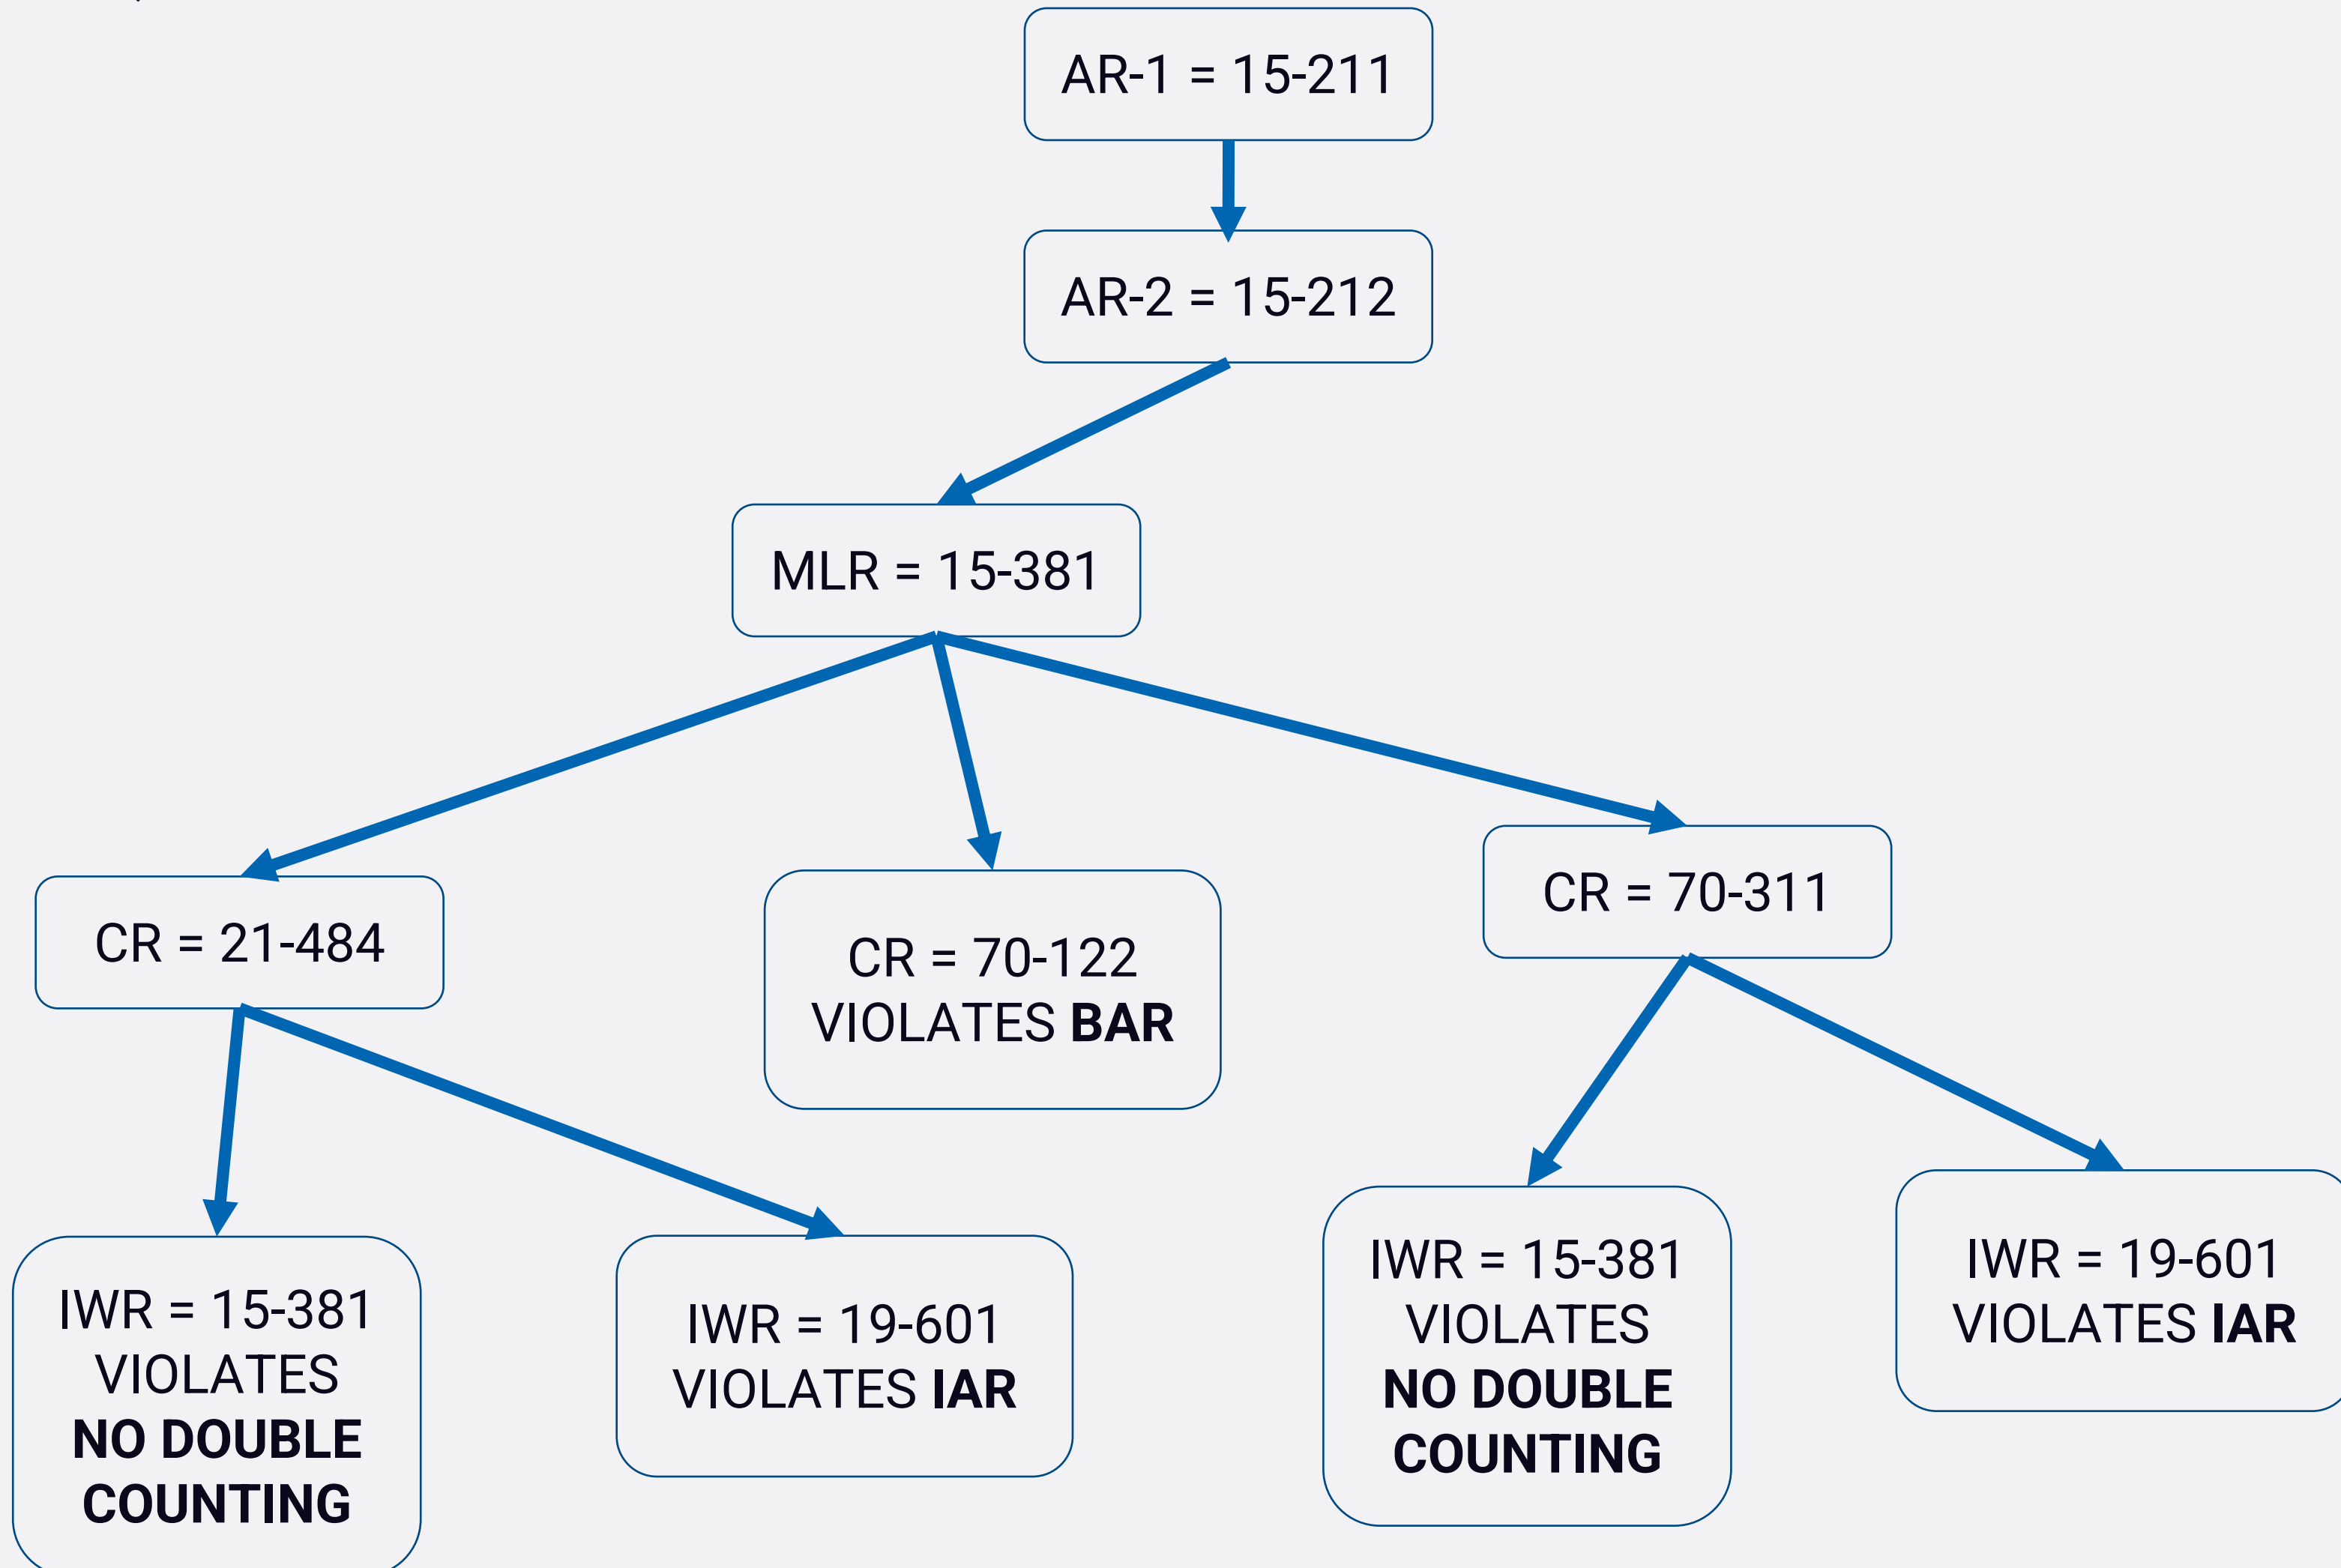 AR-1 = 15-211
AR-2 = 15-212
MLR = 15-381
CR = 21-484
CR = 70-122
VIOLATES BAR
CR = 70-311
IWR = 15-381
VIOLATES
NO DOUBLE
COUNTING
IWR = 19-601
VIOLATES IAR
IWR = 15-381
VIOLATES
NO DOUBLE
COUNTING
IWR = 19-601
VIOLATES IAR